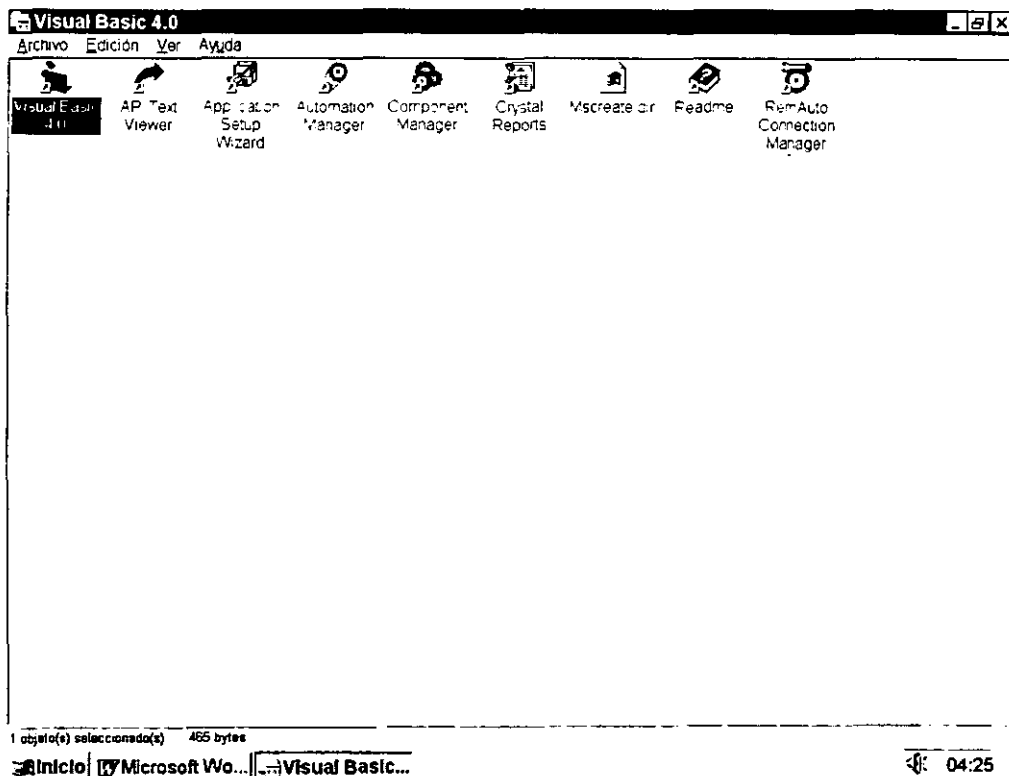 Visual Basic 4.0
Archivo Edición Ver Ayuda
Visual Basic 4.0
API Text Viewer
Application Setup Wizard
Automation Manager
Component Manager
Crystal Reports
Mscreate.dir
Readme
RemAuto Connection Manager
1 objeto(s) seleccionado(s) 465 bytes
Inicio Microsoft Wo... Visual Basic... 04:25